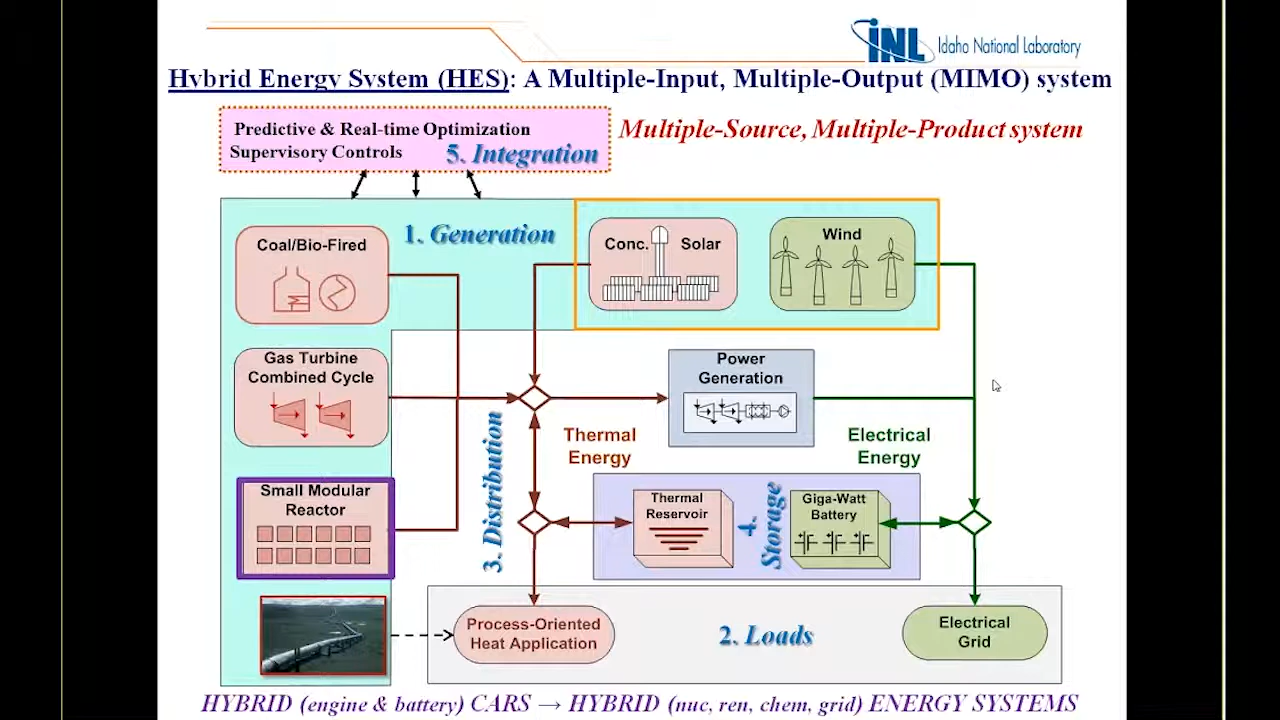 INL Idaho National Laboratory
Hybrid Energy System (HES): A Multiple-Input, Multiple-Output (MIMO) system
Predictive & Real-time Optimization
Supervisory Controls
5. Integration
Multiple-Source, Multiple-Product system
1. Generation
Coal/Bio-Fired
Conc. Solar
Wind
Gas Turbine
Combined Cycle
Power
Generation
3. Distribution
Thermal
Energy
Electrical
Energy
Small Modular
Reactor
Thermal
Reservoir
4. Storage
Giga-Watt
Battery
Process-Oriented
Heat Application
2. Loads
Electrical
Grid
HYBRID (engine & battery) CARS → HYBRID (nuc, ren, chem, grid) ENERGY SYSTEMS